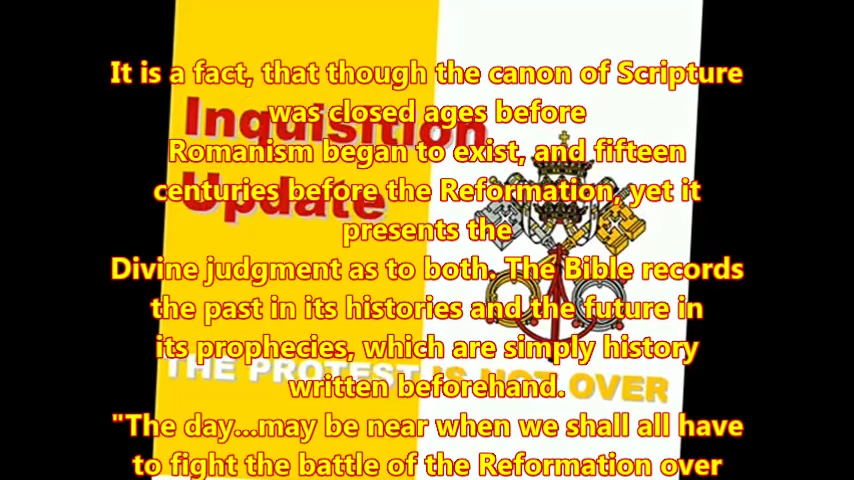 It is a fact, that though the canon of Scripture
was closed ages before
Romanism began to exist, and fifteen
centuries before the Reformation, yet it
presents the
Divine judgment as to both. The Bible records
the past in its histories and the future in
its prophecies, which are simply history
written beforehand.
"The day...may be near when we shall all have
to fight the battle of the Reformation over
Inquisition
Update
THE PROTEST IS NOT OVER